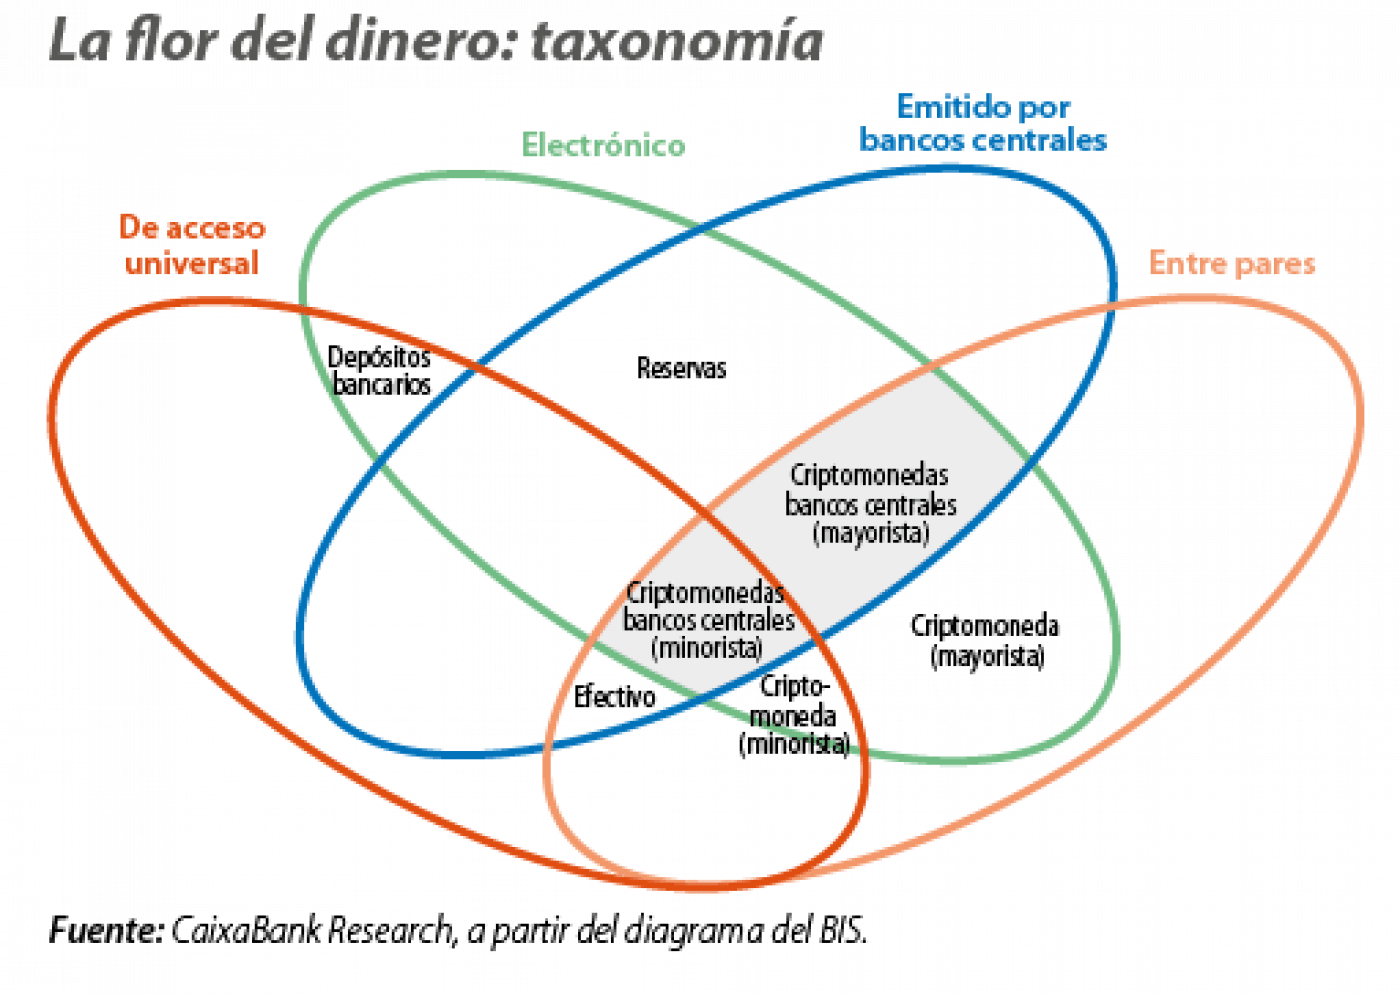 La flor del dinero: taxonomía
Emitido por
bancos centrales
Electrónico
De acceso
universal
Entre pares
Depósitos
bancarios
Reservas
Criptomonedas
bancos centrales
(mayorista)
Criptomonedas
bancos centrales
(minorista)
Criptomoneda
(mayorista)
Efectivo
Cripto-
moneda
(minorista)
Fuente: CaixaBank Research, a partir del diagrama del BIS.